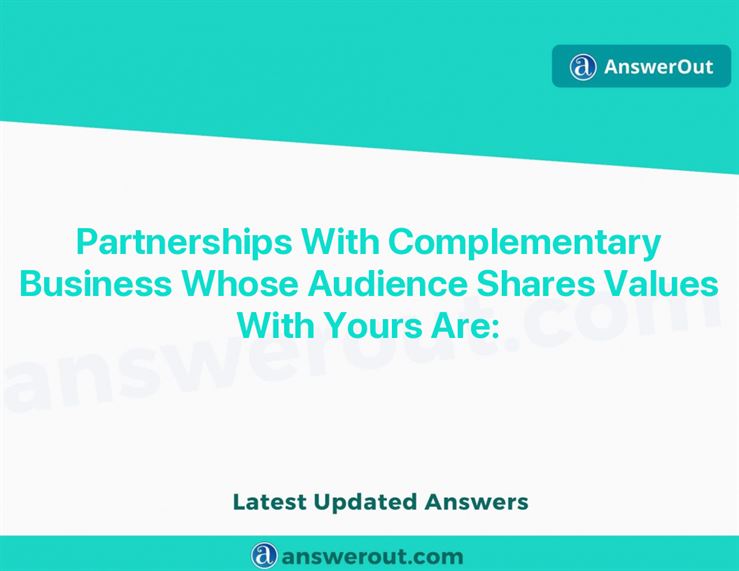 AnswerOut
Partnerships With Complementary
Business Whose Audience Shares Values
With Yours Are:
answerout.com
Latest Updated Answers
answerout.com